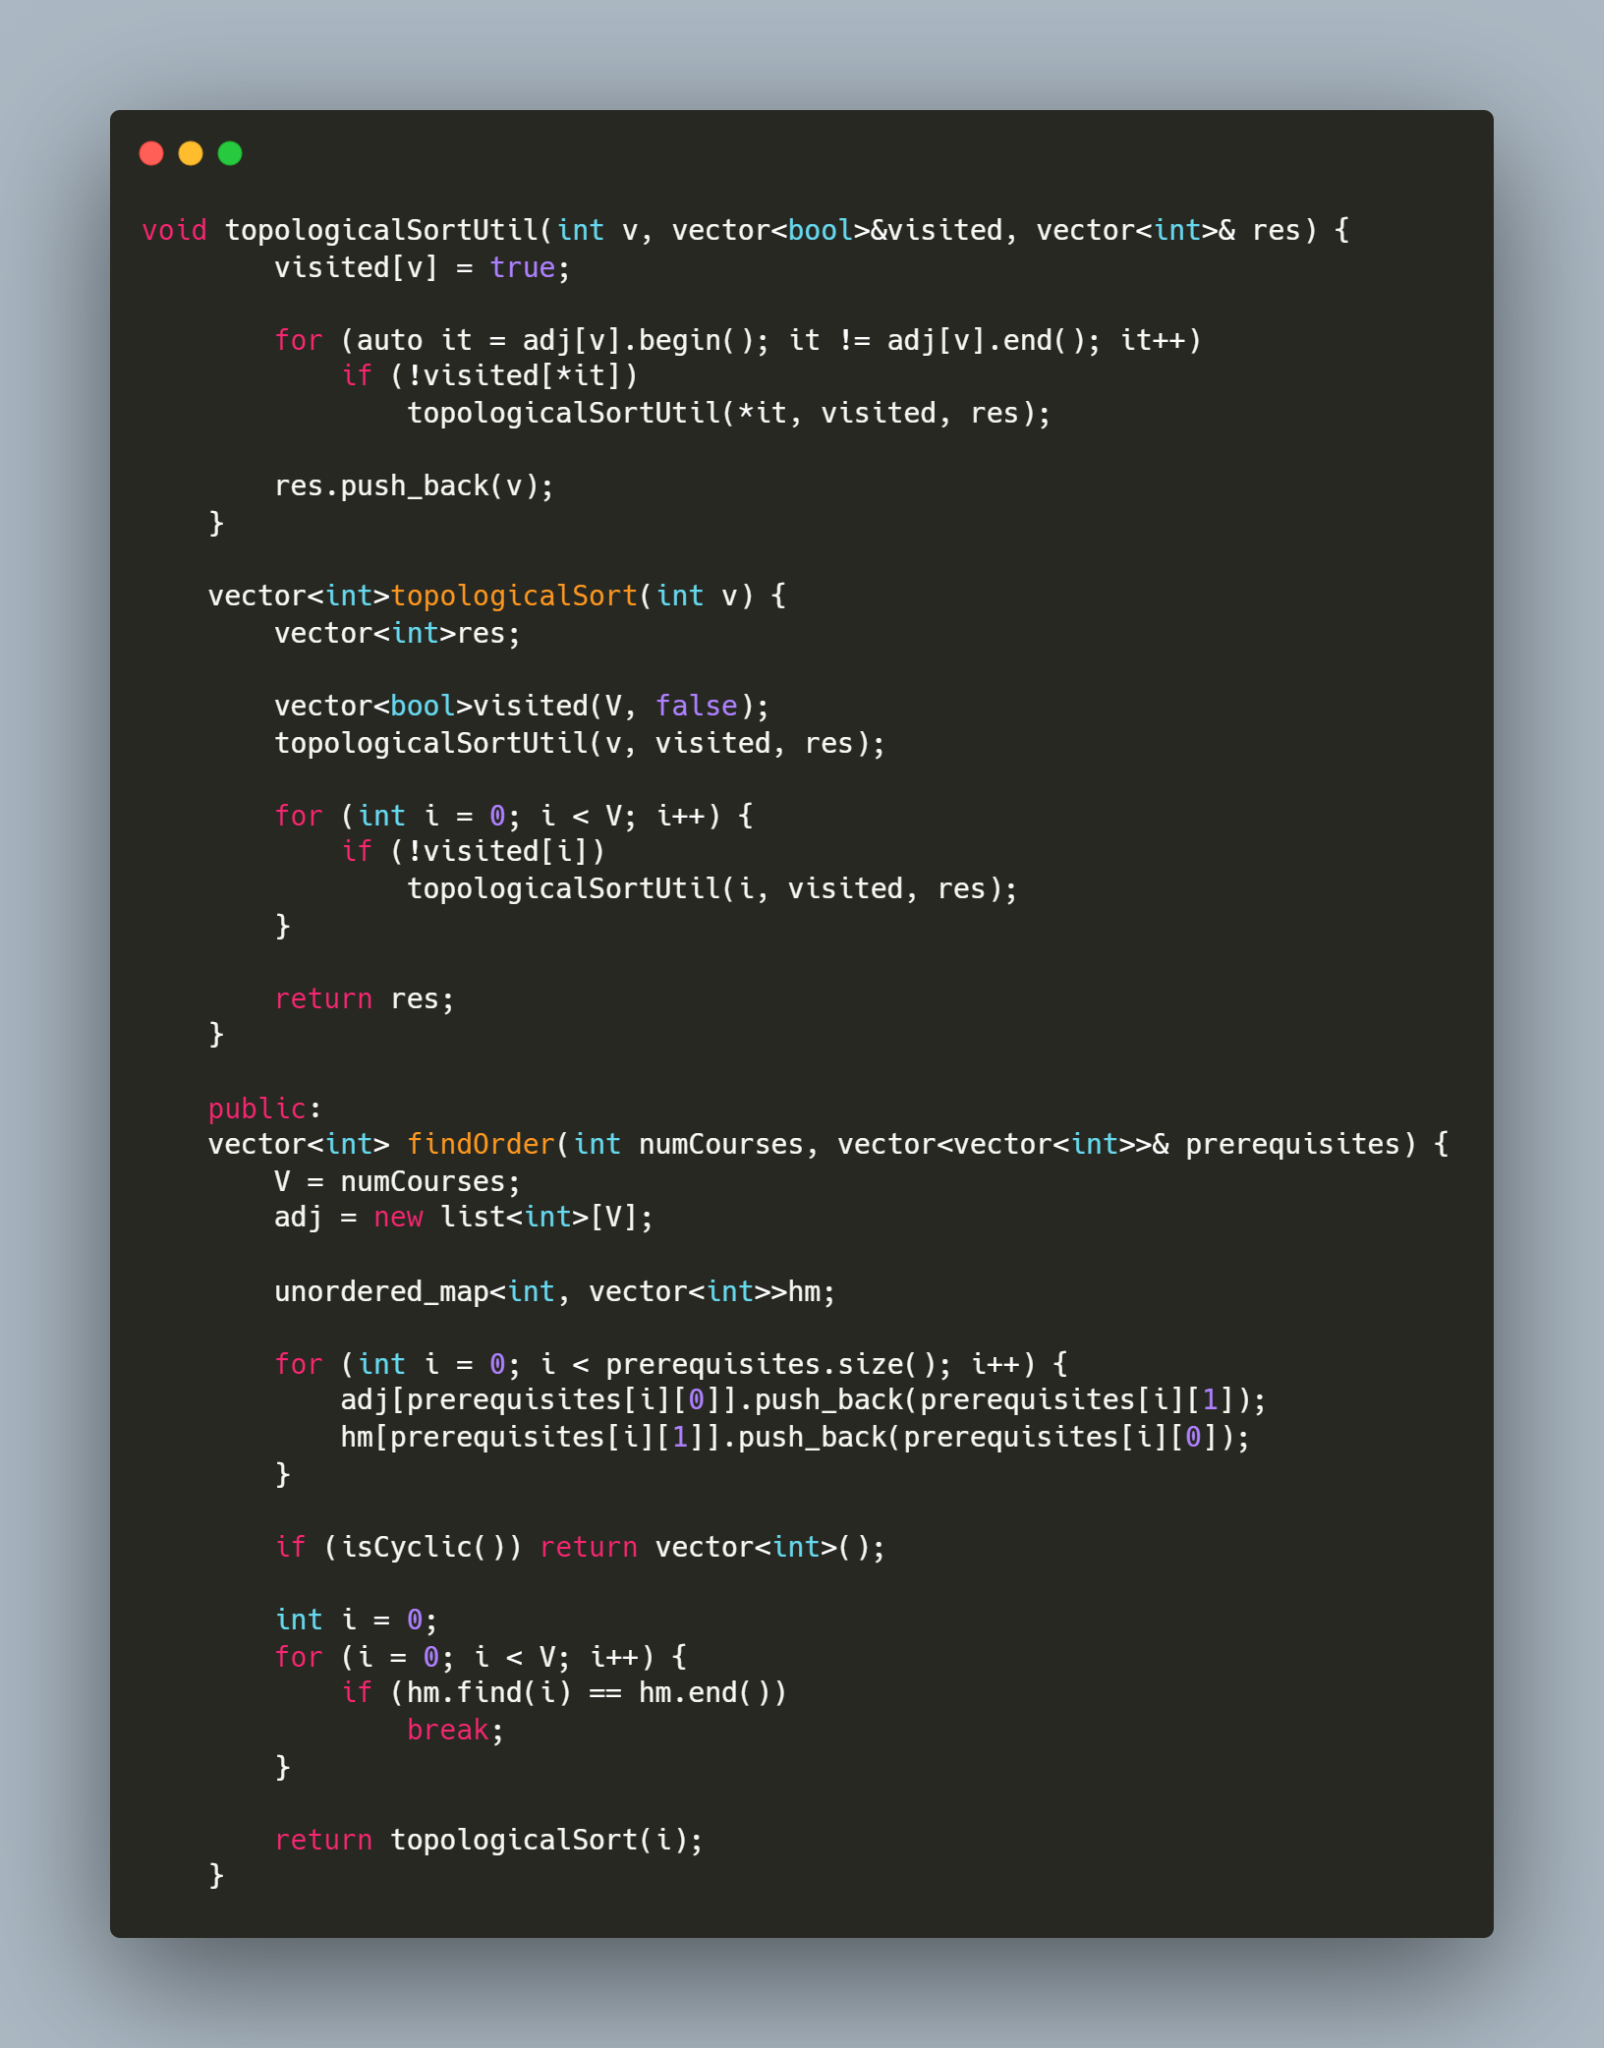 void topologicalSortUtil(int v, vector<bool>&visited, vector<int>& res) {
        visited[v] = true;

        for (auto it = adj[v].begin(); it != adj[v].end(); it++)
            if (!visited[*it])
                topologicalSortUtil(*it, visited, res);

        res.push_back(v);
    }

    vector<int>topologicalSort(int v) {
        vector<int>res;

        vector<bool>visited(V, false);
        topologicalSortUtil(v, visited, res);

        for (int i = 0; i < V; i++) {
            if (!visited[i])
                topologicalSortUtil(i, visited, res);
        }

        return res;
    }

    public:
    vector<int> findOrder(int numCourses, vector<vector<int>>& prerequisites) {
        V = numCourses;
        adj = new list<int>[V];

        unordered_map<int, vector<int>>hm;

        for (int i = 0; i < prerequisites.size(); i++) {
            adj[prerequisites[i][0]].push_back(prerequisites[i][1]);
            hm[prerequisites[i][1]].push_back(prerequisites[i][0]);
        }

        if (isCyclic()) return vector<int>();

        int i = 0;
        for (i = 0; i < V; i++) {
            if (hm.find(i) == hm.end())
                break;
        }

        return topologicalSort(i);
    }